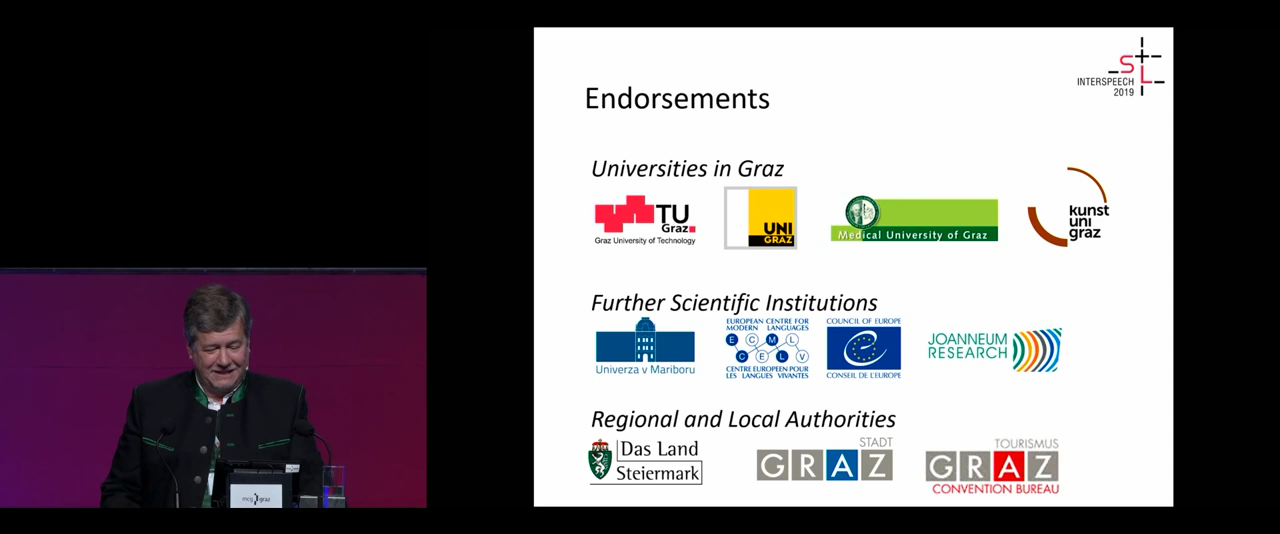 INTERSPEECH
2019
S
L
Endorsements
Universities in Graz
TU
Graz
Graz University of Technology
UNI
GRAZ
Medical University of Graz
kunst
uni
graz
Further Scientific Institutions
Univerza v Mariboru
EUROPEAN CENTRE FOR
MODERN LANGUAGES
E C M L
C E L V
CENTRE EUROPEEN POUR
LES LANGUES VIVANTES
COUNCIL OF EUROPE
CONSEIL DE L'EUROPE
JOANNEUM
RESEARCH
Regional and Local Authorities
Das Land
Steiermark
STADT
GRAZ
TOURISMUS
GRAZ
CONVENTION BUREAU
mcg graz